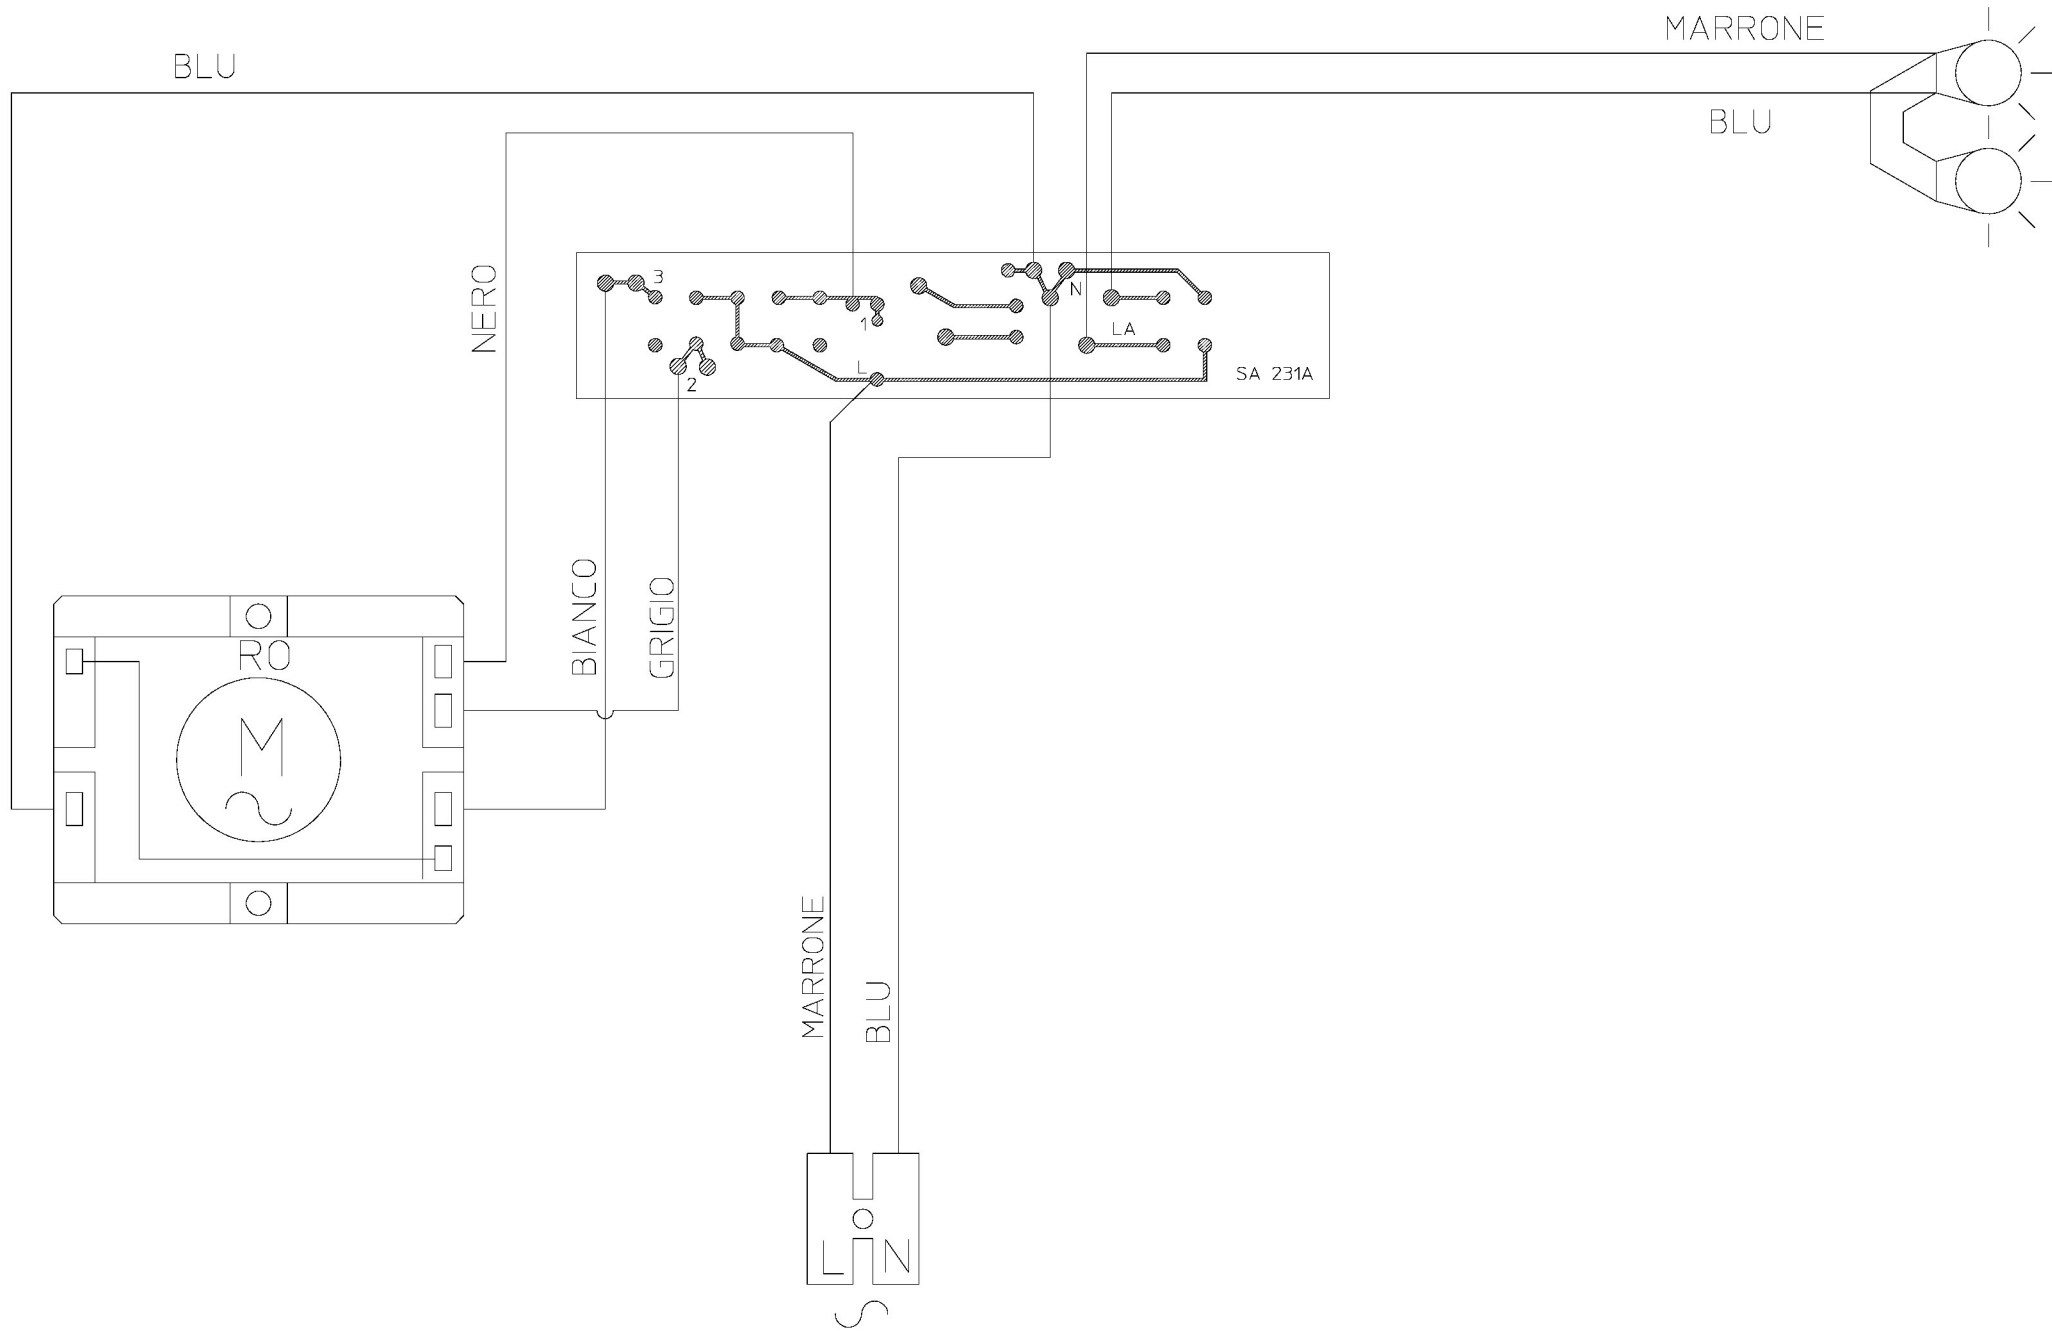 MARRONE
BLU
BLU
NERO
3
N
1
LA
L
SA 231A
2
BIANCO
GRIGIO
RO
M
MARRONE
BLU
L N